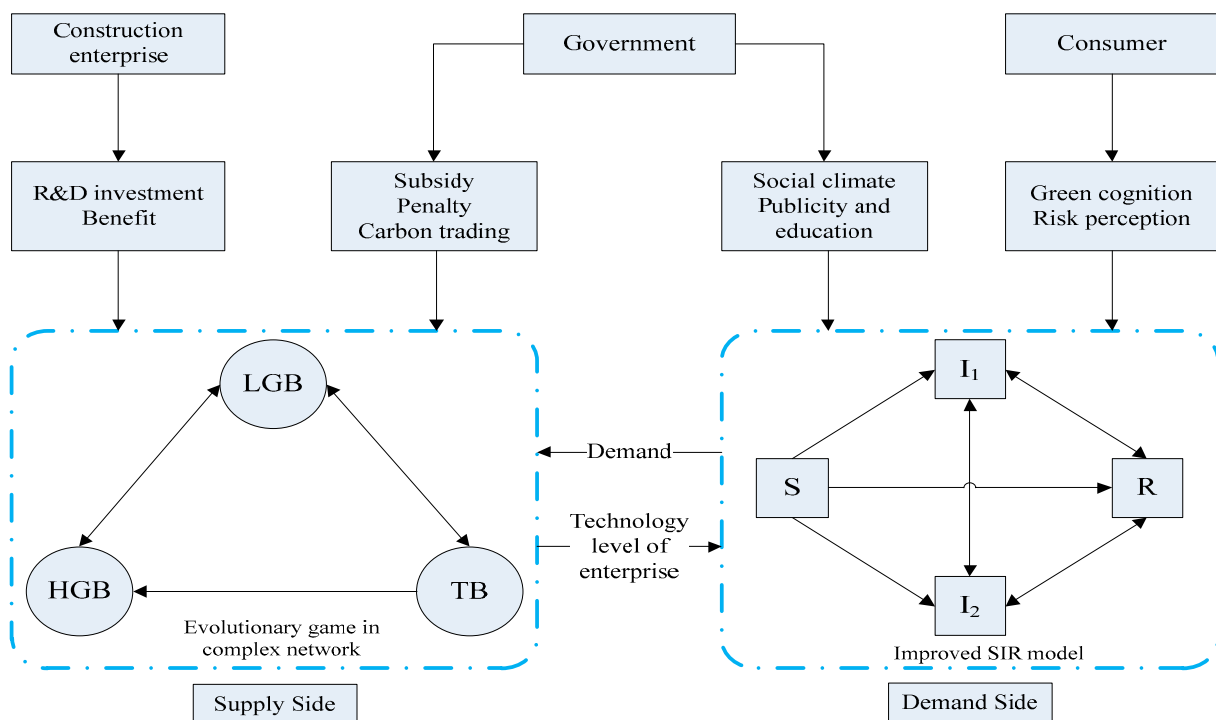 Construction
enterprise
Government
Consumer
R&D investment
Benefit
Subsidy
Penalty
Carbon trading
Social climate
Publicity and
education
Green cognition
Risk perception
LGB
HGB
TB
Evolutionary game in
complex network
Demand
Technology
level of
enterprise
I₁
S
R
I₂
Improved SIR model
Supply Side
Demand Side